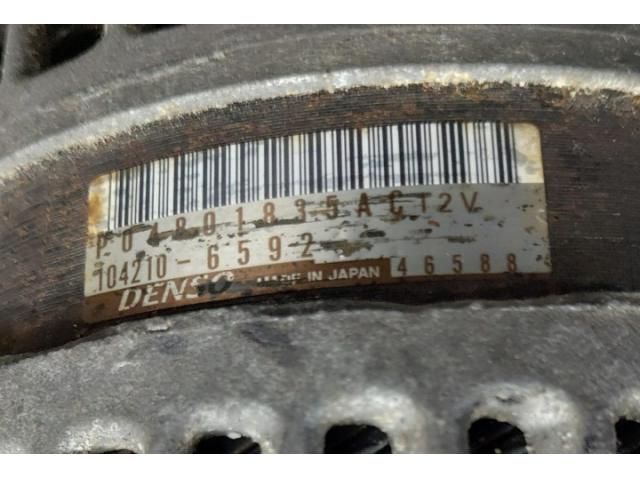 P04801835AC 12V
104210-6592
DENSO MADE IN JAPAN 46588